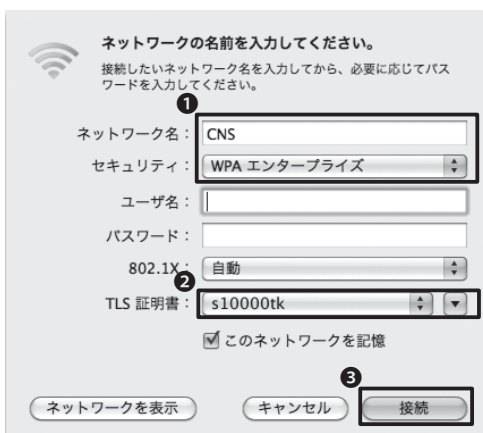 ネットワークの名前を入力してください。
接続したいネットワーク名を入力してから、必要に応じてパス
ワードを入力してください。
❶
ネットワーク名： CNS
セキュリティ： WPA エンタープライズ
ユーザ名：
パスワード：
802.1X： 自動
❷
TLS 証明書： s10000tk
このネットワークを記憶
❸
ネットワークを表示 キャンセル 接続